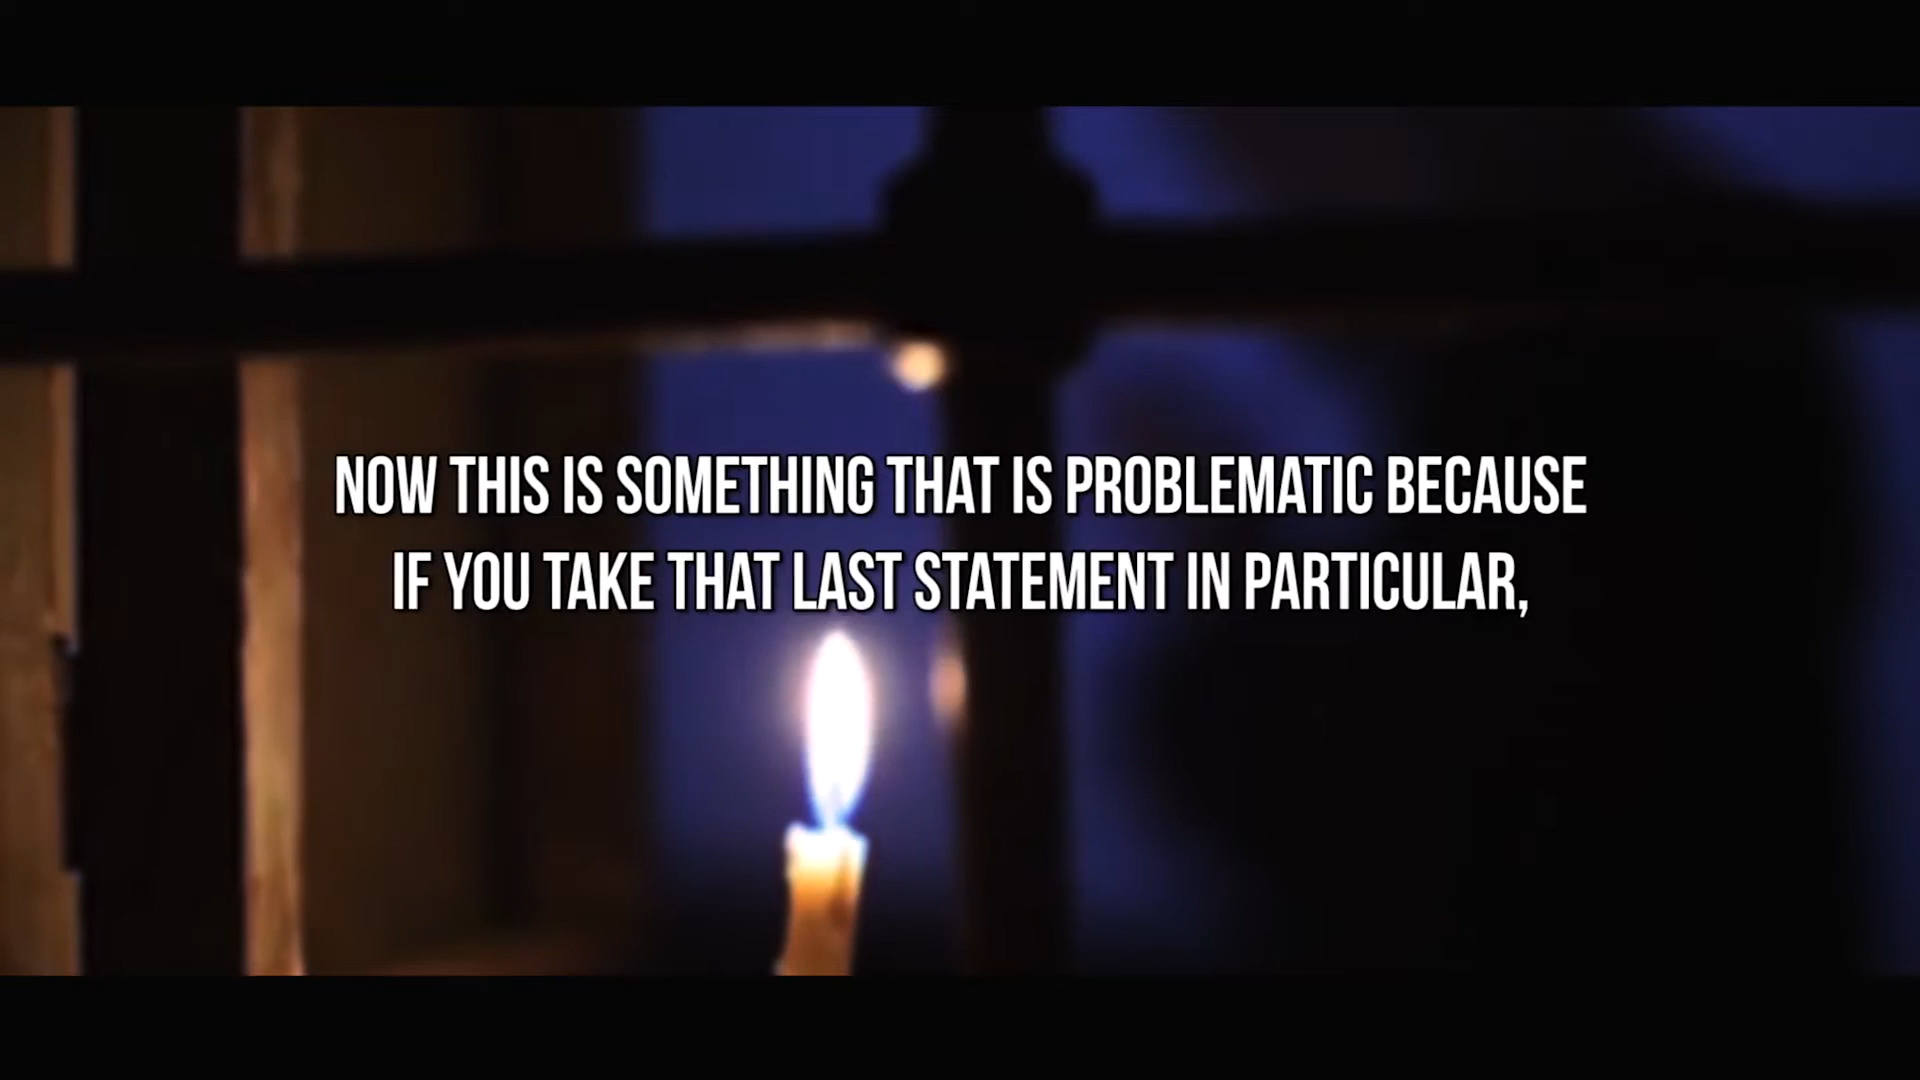 NOW THIS IS SOMETHING THAT IS PROBLEMATIC BECAUSE
IF YOU TAKE THAT LAST STATEMENT IN PARTICULAR,